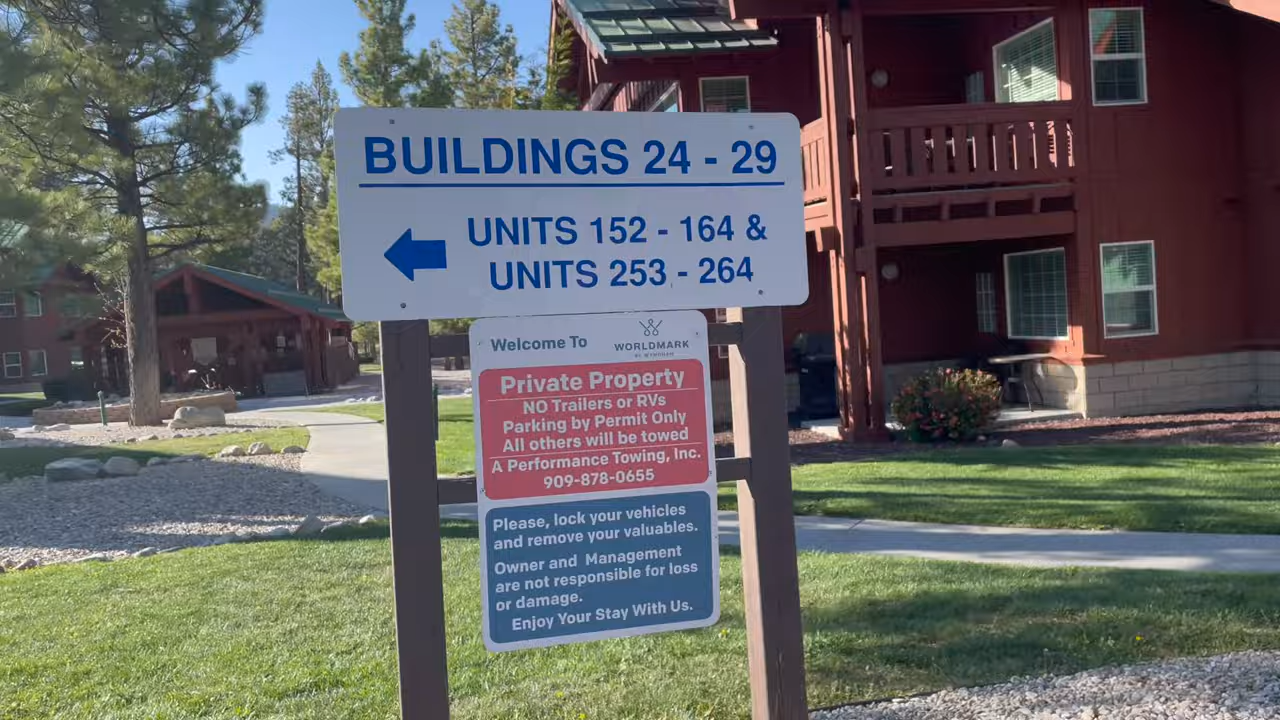 BUILDINGS 24 - 29
UNITS 152 - 164 &
UNITS 253 - 264
Welcome To
WORLDMARK
BY WYNDHAM
Private Property
NO Trailers or RVs
Parking by Permit Only
All others will be towed
A Performance Towing, Inc.
909-878-0655
Please, lock your vehicles
and remove your valuables.
Owner and Management
are not responsible for loss
or damage.
Enjoy Your Stay With Us.